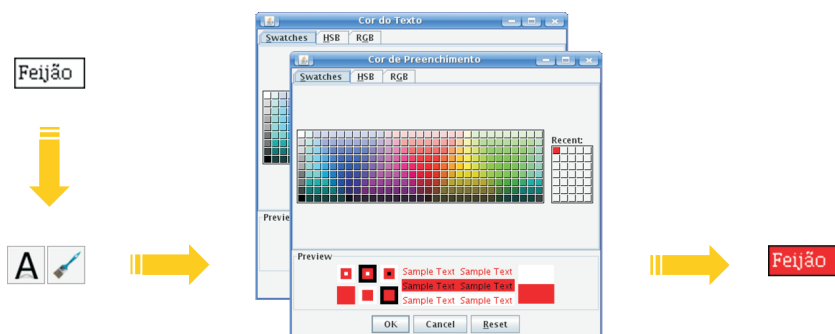 Feijão
A
Cor do Texto
Swatches HSB RGB
Cor de Preenchimento
Swatches HSB RGB
Recent:
Preview
Sample Text Sample Text
Sample Text Sample Text
Sample Text Sample Text
OK Cancel Reset
Feijão